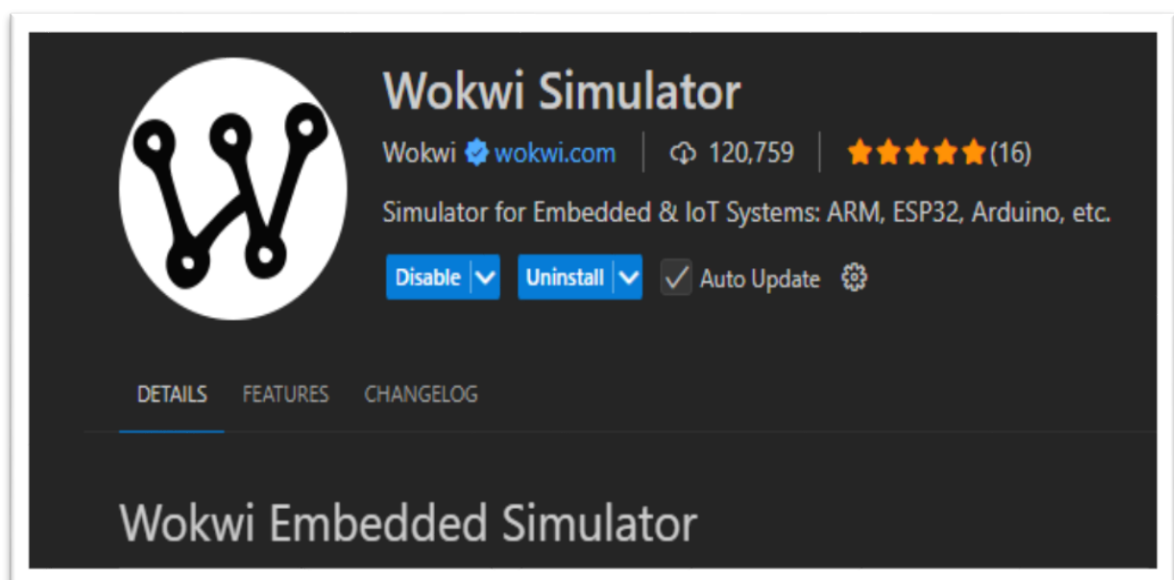 Wokwi Simulator
Wokwi wokwi.com 120,759 (16)
Simulator for Embedded & IoT Systems: ARM, ESP32, Arduino, etc.
Disable Uninstall Auto Update
DETAILS FEATURES CHANGELOG
Wokwi Embedded Simulator